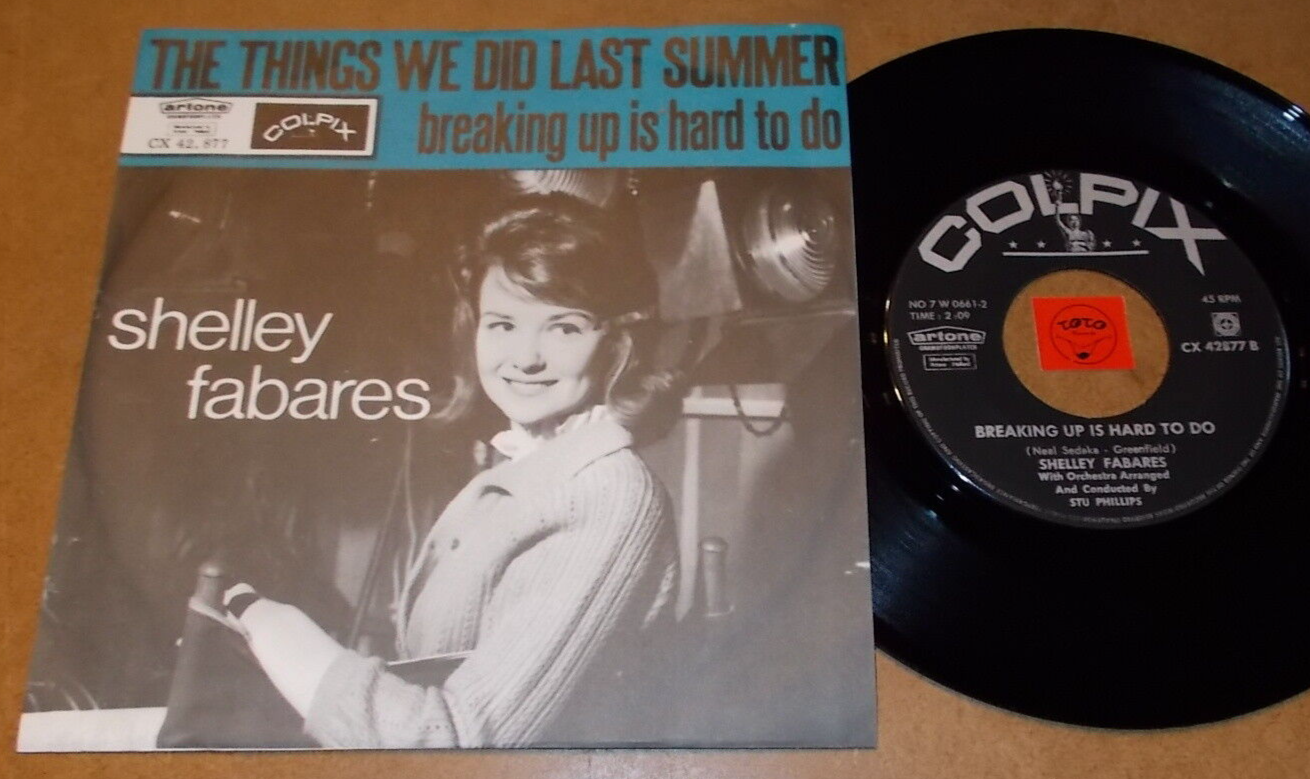 THE THINGS WE DID LAST SUMMER
breaking up is hard to do
artone
CX 42.877
COLPIX
shelley
fabares
COLPIX
NO 7 W 0661-2
TIME : 2 :09
45 RPM
artone
GRAMMOFOONPLATEN
CX 42877 B
TOTO
BREAKING UP IS HARD TO DO
(Neal Sedaka - Greenfield)
SHELLEY FABARES
With Orchestra Arranged
And Conducted By
STU PHILLIPS